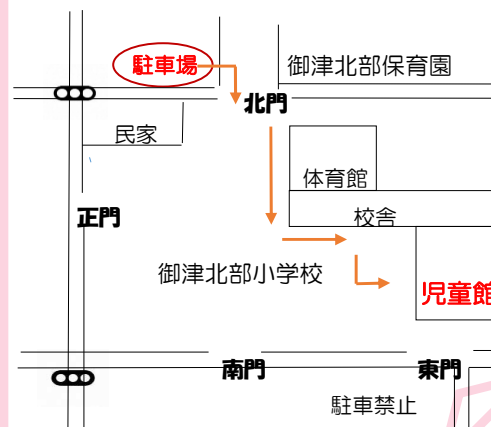 駐車場
御津北部保育園
北門
民家
体育館
正門
校舎
御津北部小学校
児童館
南門
東門
駐車禁止